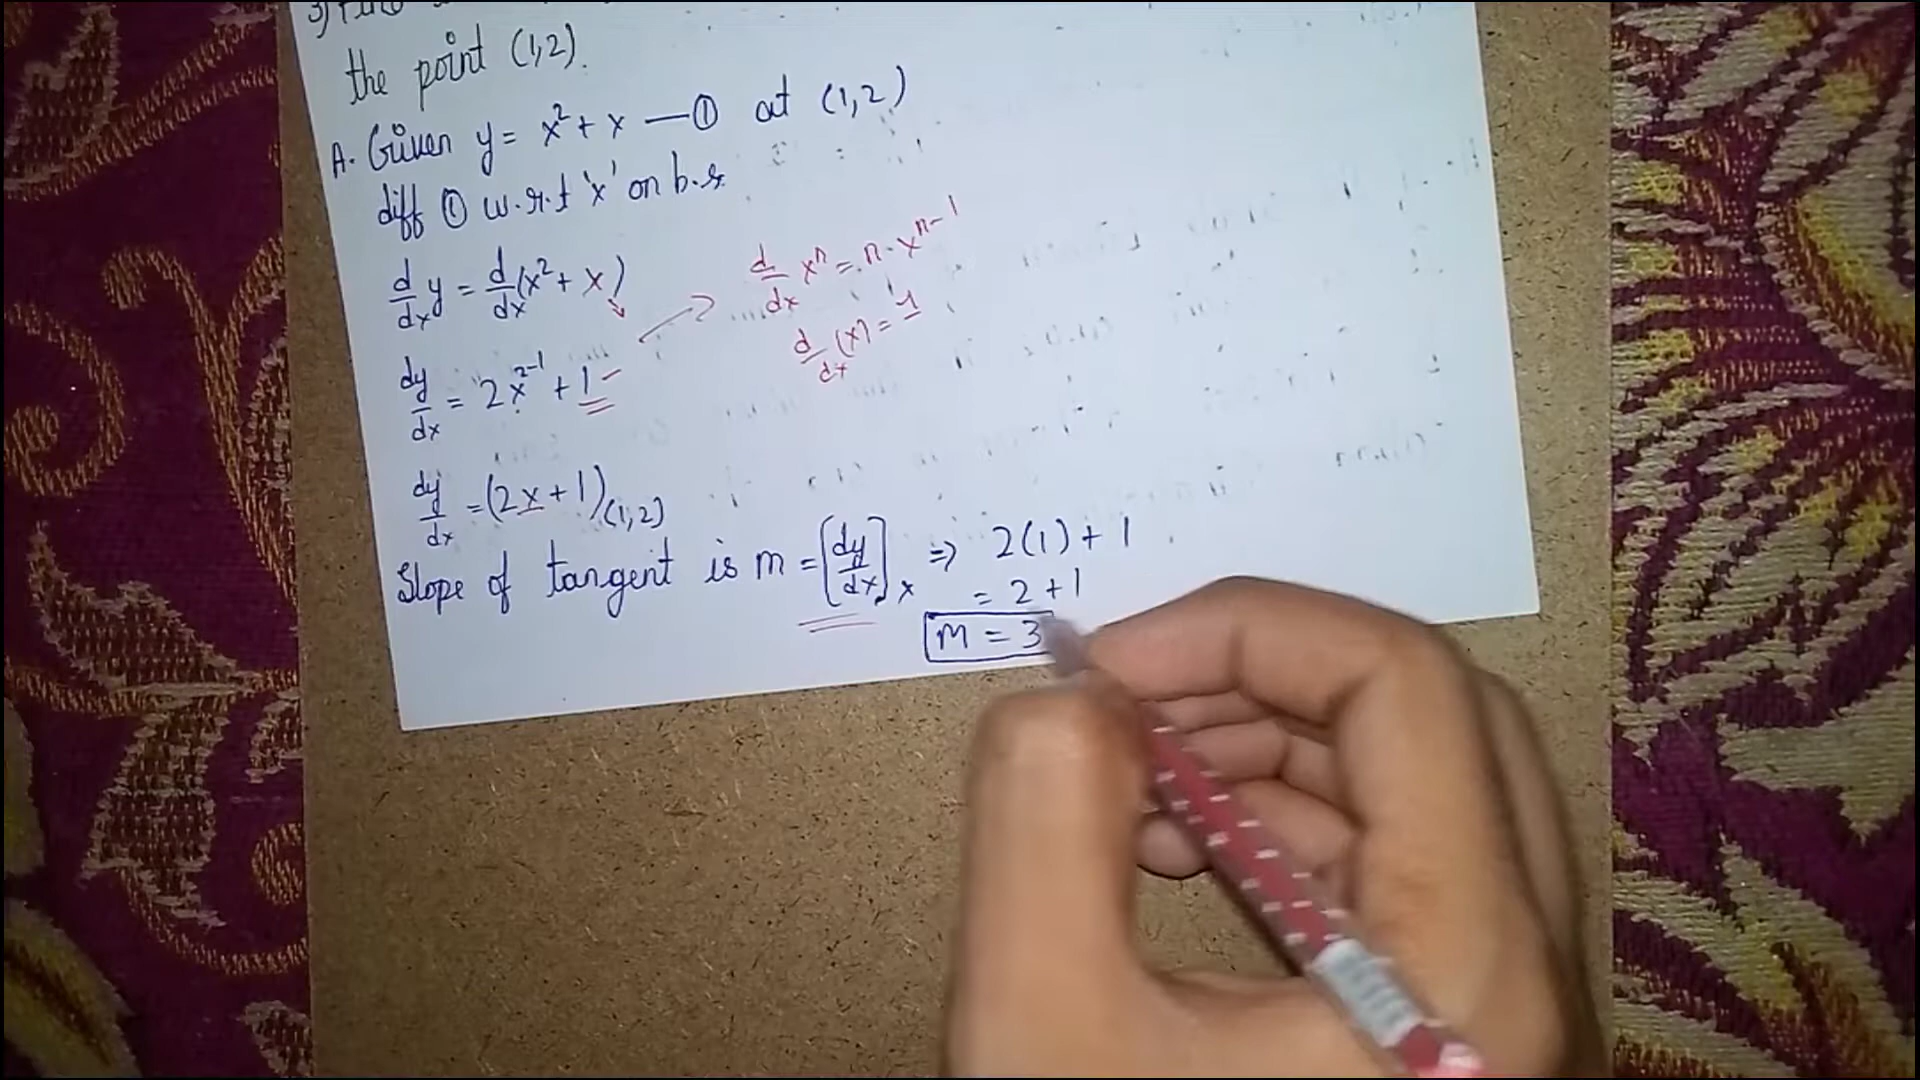 3) Find
the point (1,2).
A. Given y = x² + x —① at (1,2)
diff ① w.r.t 'x' on b.s.
d/dx y = d/dx (x² + x)
d/dx xⁿ = n·xⁿ⁻¹
d/dx (x) = 1
dy/dx = 2x²⁻¹ + 1
dy/dx = (2x + 1)(1,2)
Slope of tangent is m = [dy/dx]x => 2(1) + 1
= 2 + 1
m = 3